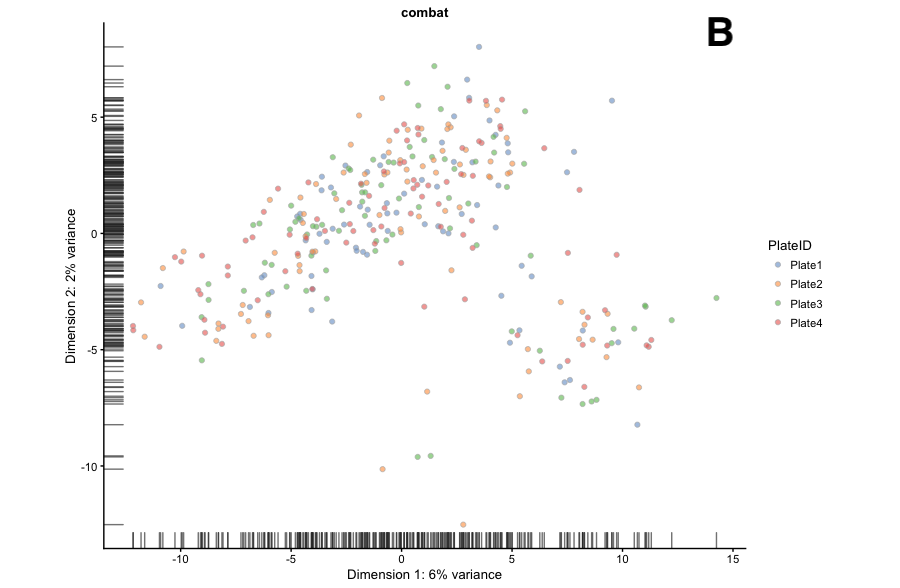 combat
B
5
0
-5
-10
Dimension 2: 2% variance
-10
-5
0
5
10
15
Dimension 1: 6% variance
PlateID
Plate1
Plate2
Plate3
Plate4